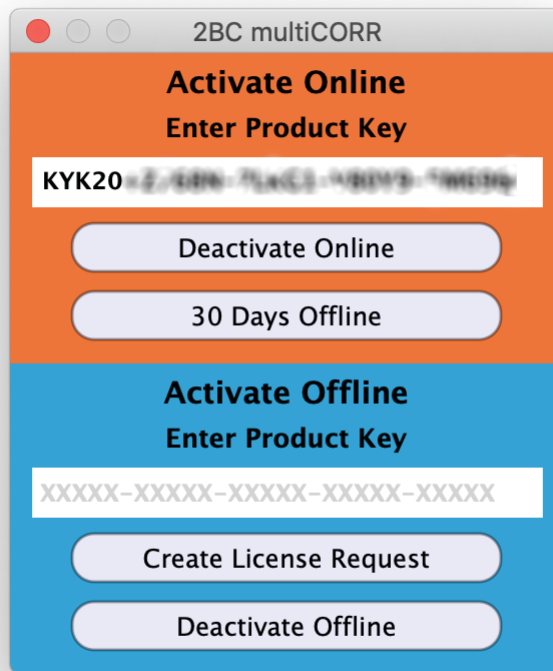 2BC multiCORR
Activate Online
Enter Product Key
KYK20
Deactivate Online
30 Days Offline
Activate Offline
Enter Product Key
XXXXX-XXXXX-XXXXX-XXXXX-XXXXX
Create License Request
Deactivate Offline